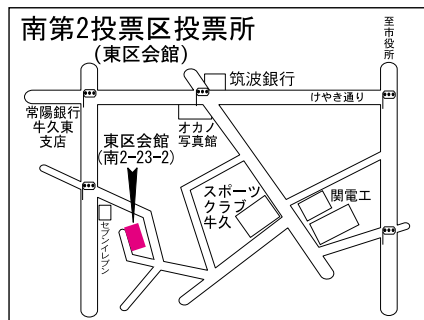 南第2投票区投票所
(東区会館)
至市役所
筑波銀行
けやき通り
常陽銀行
牛久東
支店
オカノ
写真館
東区会館
(南2-23-2)
スポーツ
クラブ
牛久
関電工
セブンイレブン